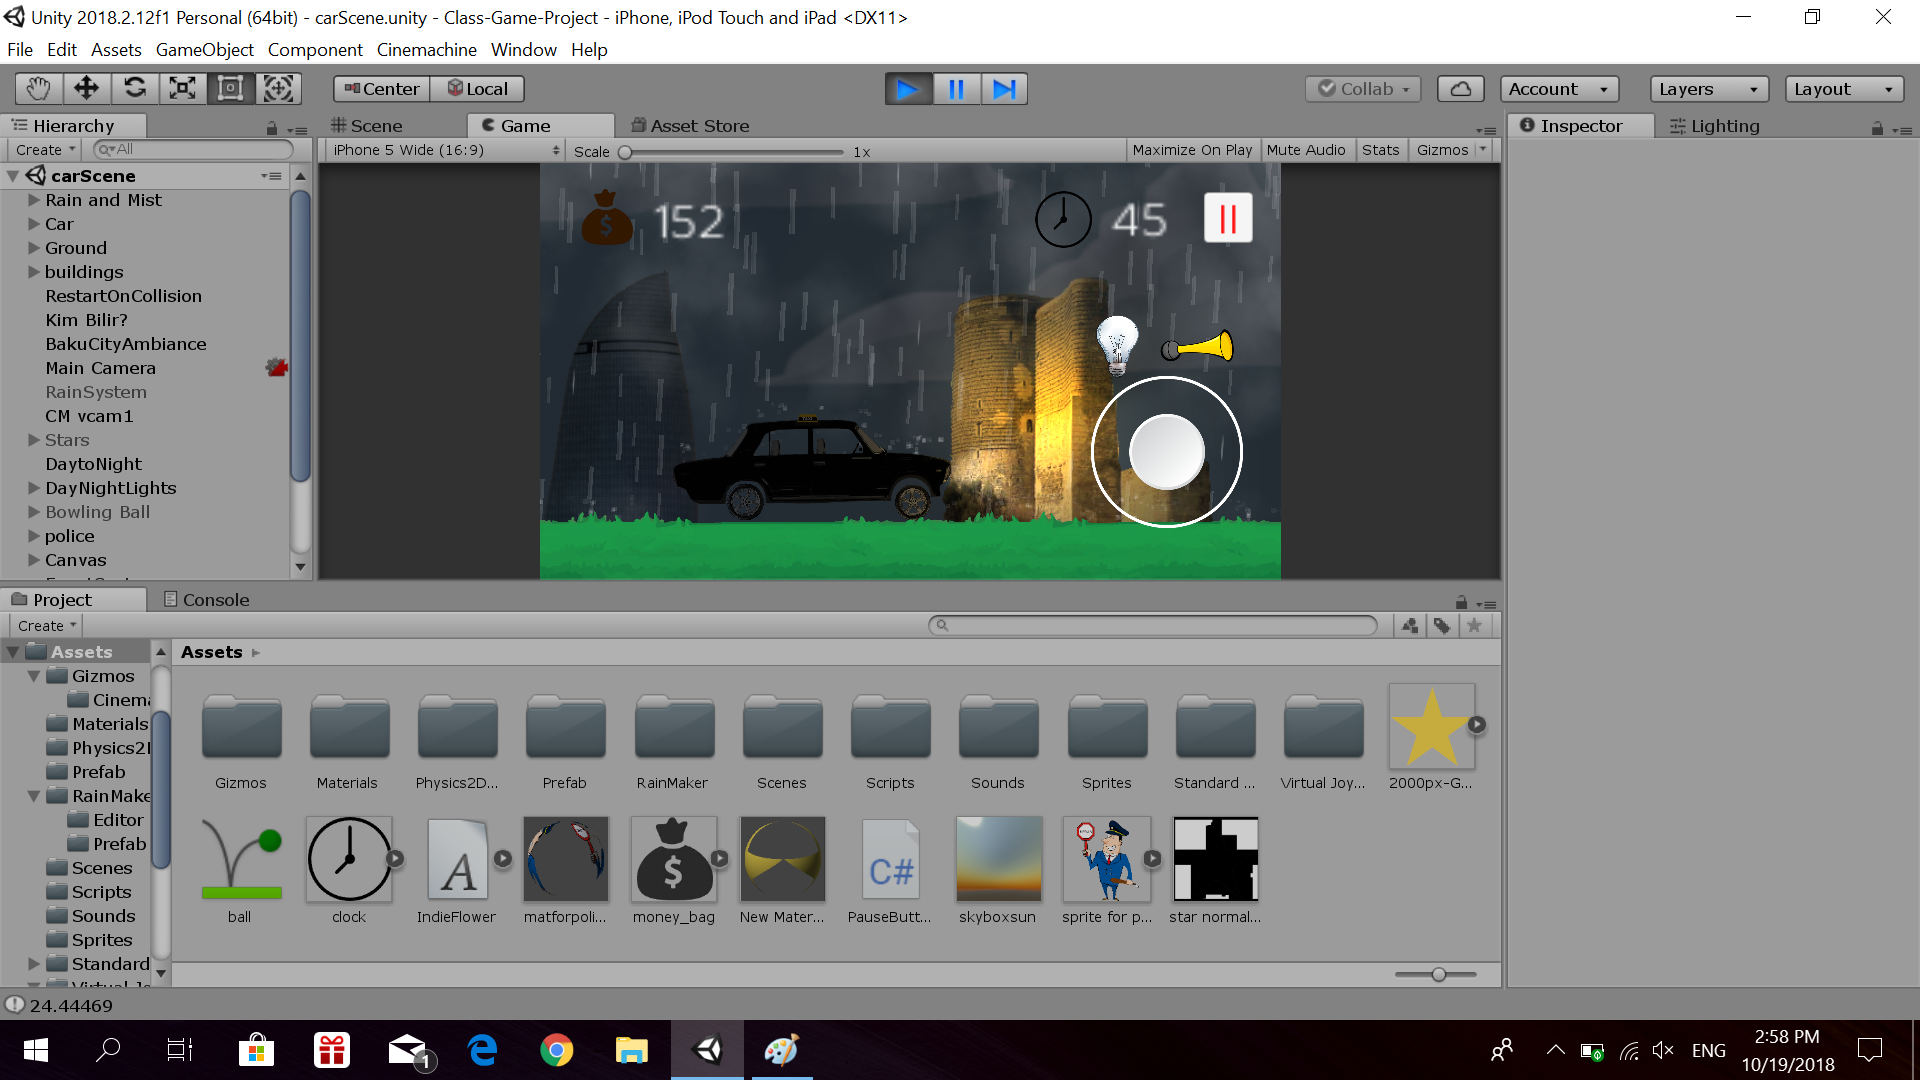 Unity 2018.2.12f1 Personal (64bit) - carScene.unity - Class-Game-Project - iPhone, iPod Touch and iPad <DX11>
File Edit Assets GameObject Component Cinemachine Window Help
Center Local Collab Account Layers Layout
Hierarchy Scene Game Asset Store Inspector Lighting
Create All iPhone 5 Wide (16:9) Scale 1x Maximize On Play Mute Audio Stats Gizmos
carScene
Rain and Mist
Car
Ground
buildings
RestartOnCollision
Kim Bilir?
BakuCityAmbiance
Main Camera
RainSystem
CM vcam1
Stars
DaytoNight
DayNightLights
Bowling Ball
police
Canvas
152 45
$
Project Console
Create
Assets
Gizmos
Cinema
Materials
Physics2I
Prefab
RainMake
Editor
Prefab
Scenes
Scripts
Sounds
Sprites
Standard
Assets
Gizmos Materials Physics2D... Prefab RainMaker Scenes Scripts Sounds Sprites Standard ... Virtual Joy... 2000px-G...
A $ C#
ball clock IndieFlower matforpoli... money_bag New Mater... PauseButt... skyboxsun sprite for p... star normal...
24.44469
1
ENG
2:58 PM
10/19/2018